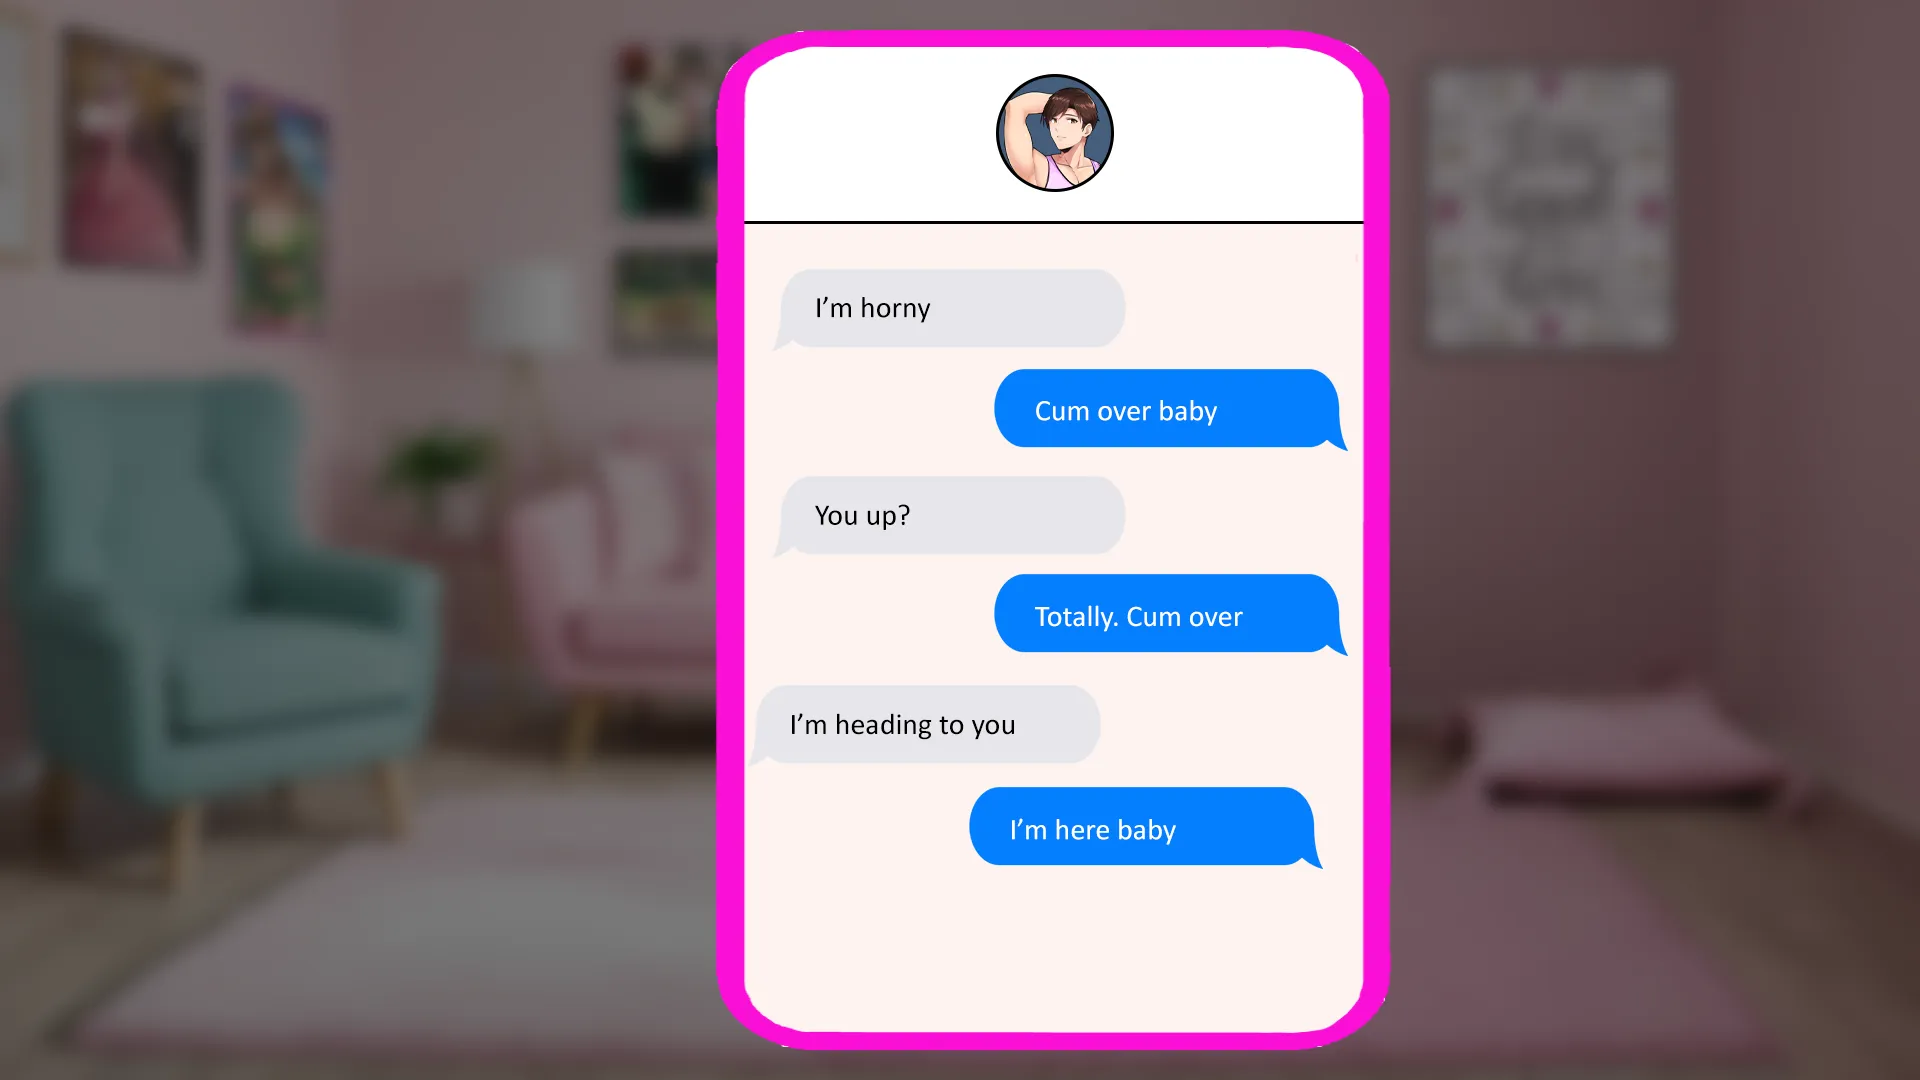 I’m horny
Cum over baby
You up?
Totally. Cum over
I’m heading to you
I’m here baby